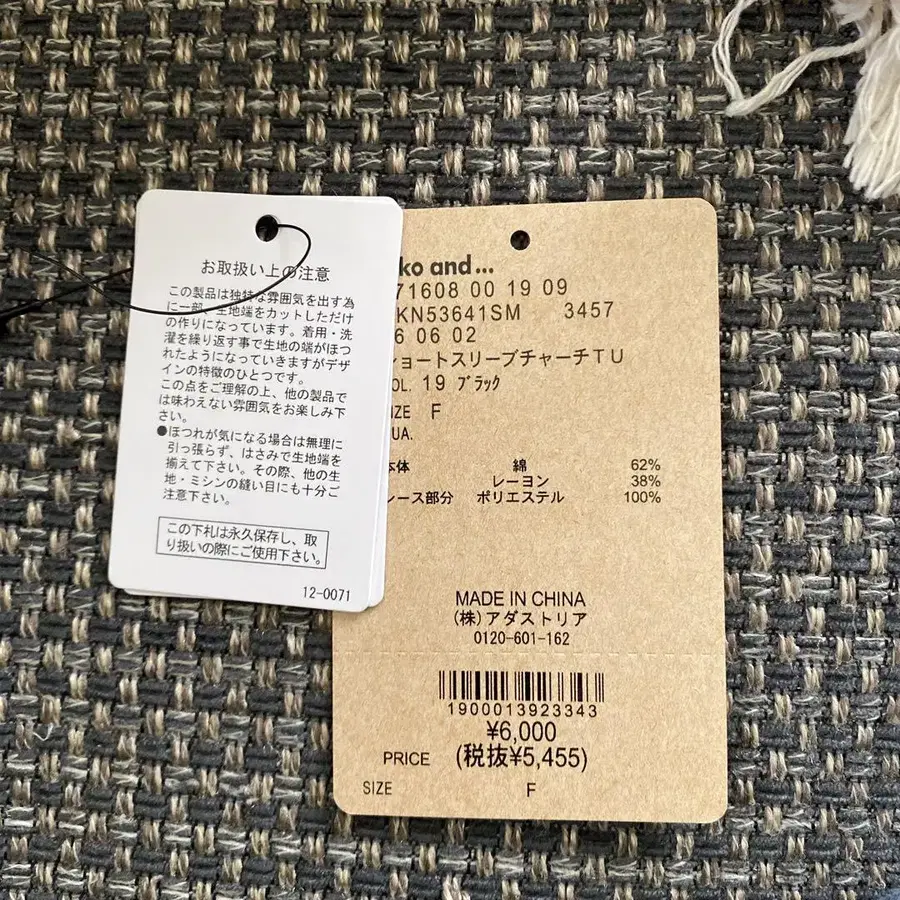 お取扱い上の注意
この製品は独特な雰囲気を出す為
に一部、生地端をカットしただけ
の作りになっています。着用・洗
濯を繰り返す事で生地の端がほつ
れたようになっていきますがデザ
インの特徴のひとつです。
この点をご理解の上、他の製品で
は味わえない雰囲気をお楽しみ下
さい。
●ほつれが気になる場合は無理に
引っ張らず、はさみで生地端を
揃えて下さい。その際、他の生
地・ミシンの縫い目にも十分ご
注意下さい。
この下札は永久保存し、取
り扱いの際にご使用下さい。
12-0071
ko and...
71608 00 19 09
KN53641SM 3457
6 06 02
ョートスリーブチャーチTU
OL. 19 ブラック
IZE F
UA.
本体 綿 62%
レーヨン 38%
レース部分 ポリエステル 100%
MADE IN CHINA
(株)アダストリア
0120-601-162
1900013923343
¥6,000
PRICE (税抜¥5,455)
SIZE F